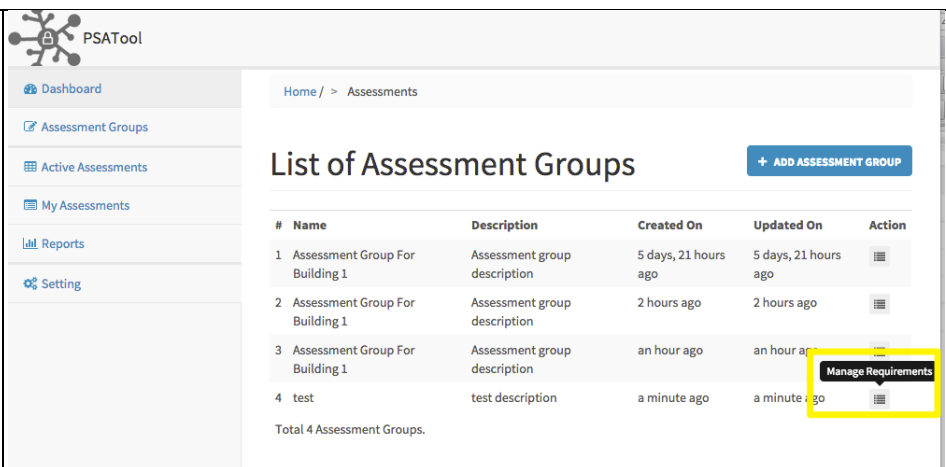 PSATool
Dashboard
Assessment Groups
Active Assessments
My Assessments
Reports
Setting
Home / > Assessments
List of Assessment Groups
+ ADD ASSESSMENT GROUP
# Name Description Created On Updated On Action
1 Assessment Group For Assessment group 5 days, 21 hours 5 days, 21 hours
Building 1 description ago ago
2 Assessment Group For Assessment group 2 hours ago 2 hours ago
Building 1 description
3 Assessment Group For Assessment group an hour ago an hour ago
Building 1 description
Manage Requirements
4 test test description a minute ago a minute ago
Total 4 Assessment Groups.